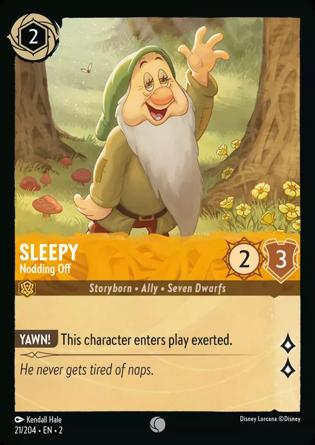 2
SLEEPY
Nodding Off
2 3
Storyborn • Ally • Seven Dwarfs
YAWN! This character enters play exerted.
He never gets tired of naps.
Kendall Hale
Disney Lorcana ©Disney
21/204 • EN • 2